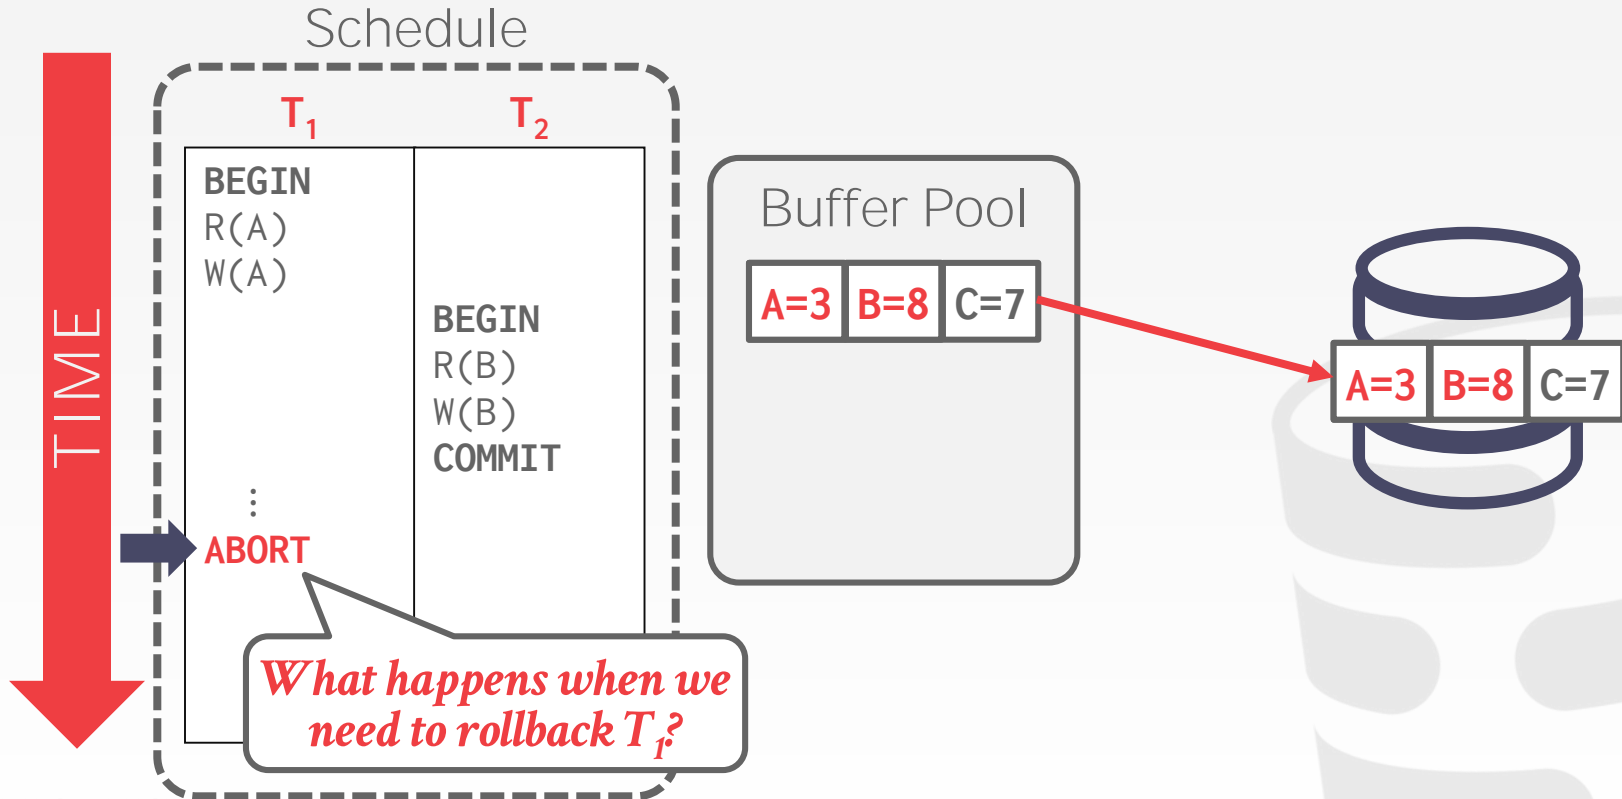 Schedule
TIME
T1 T2
BEGIN
R(A)
W(A)
BEGIN
R(B)
W(B)
COMMIT
⋮
ABORT
What happens when we
need to rollback T1?
Buffer Pool
A=3 B=8 C=7
A=3 B=8 C=7